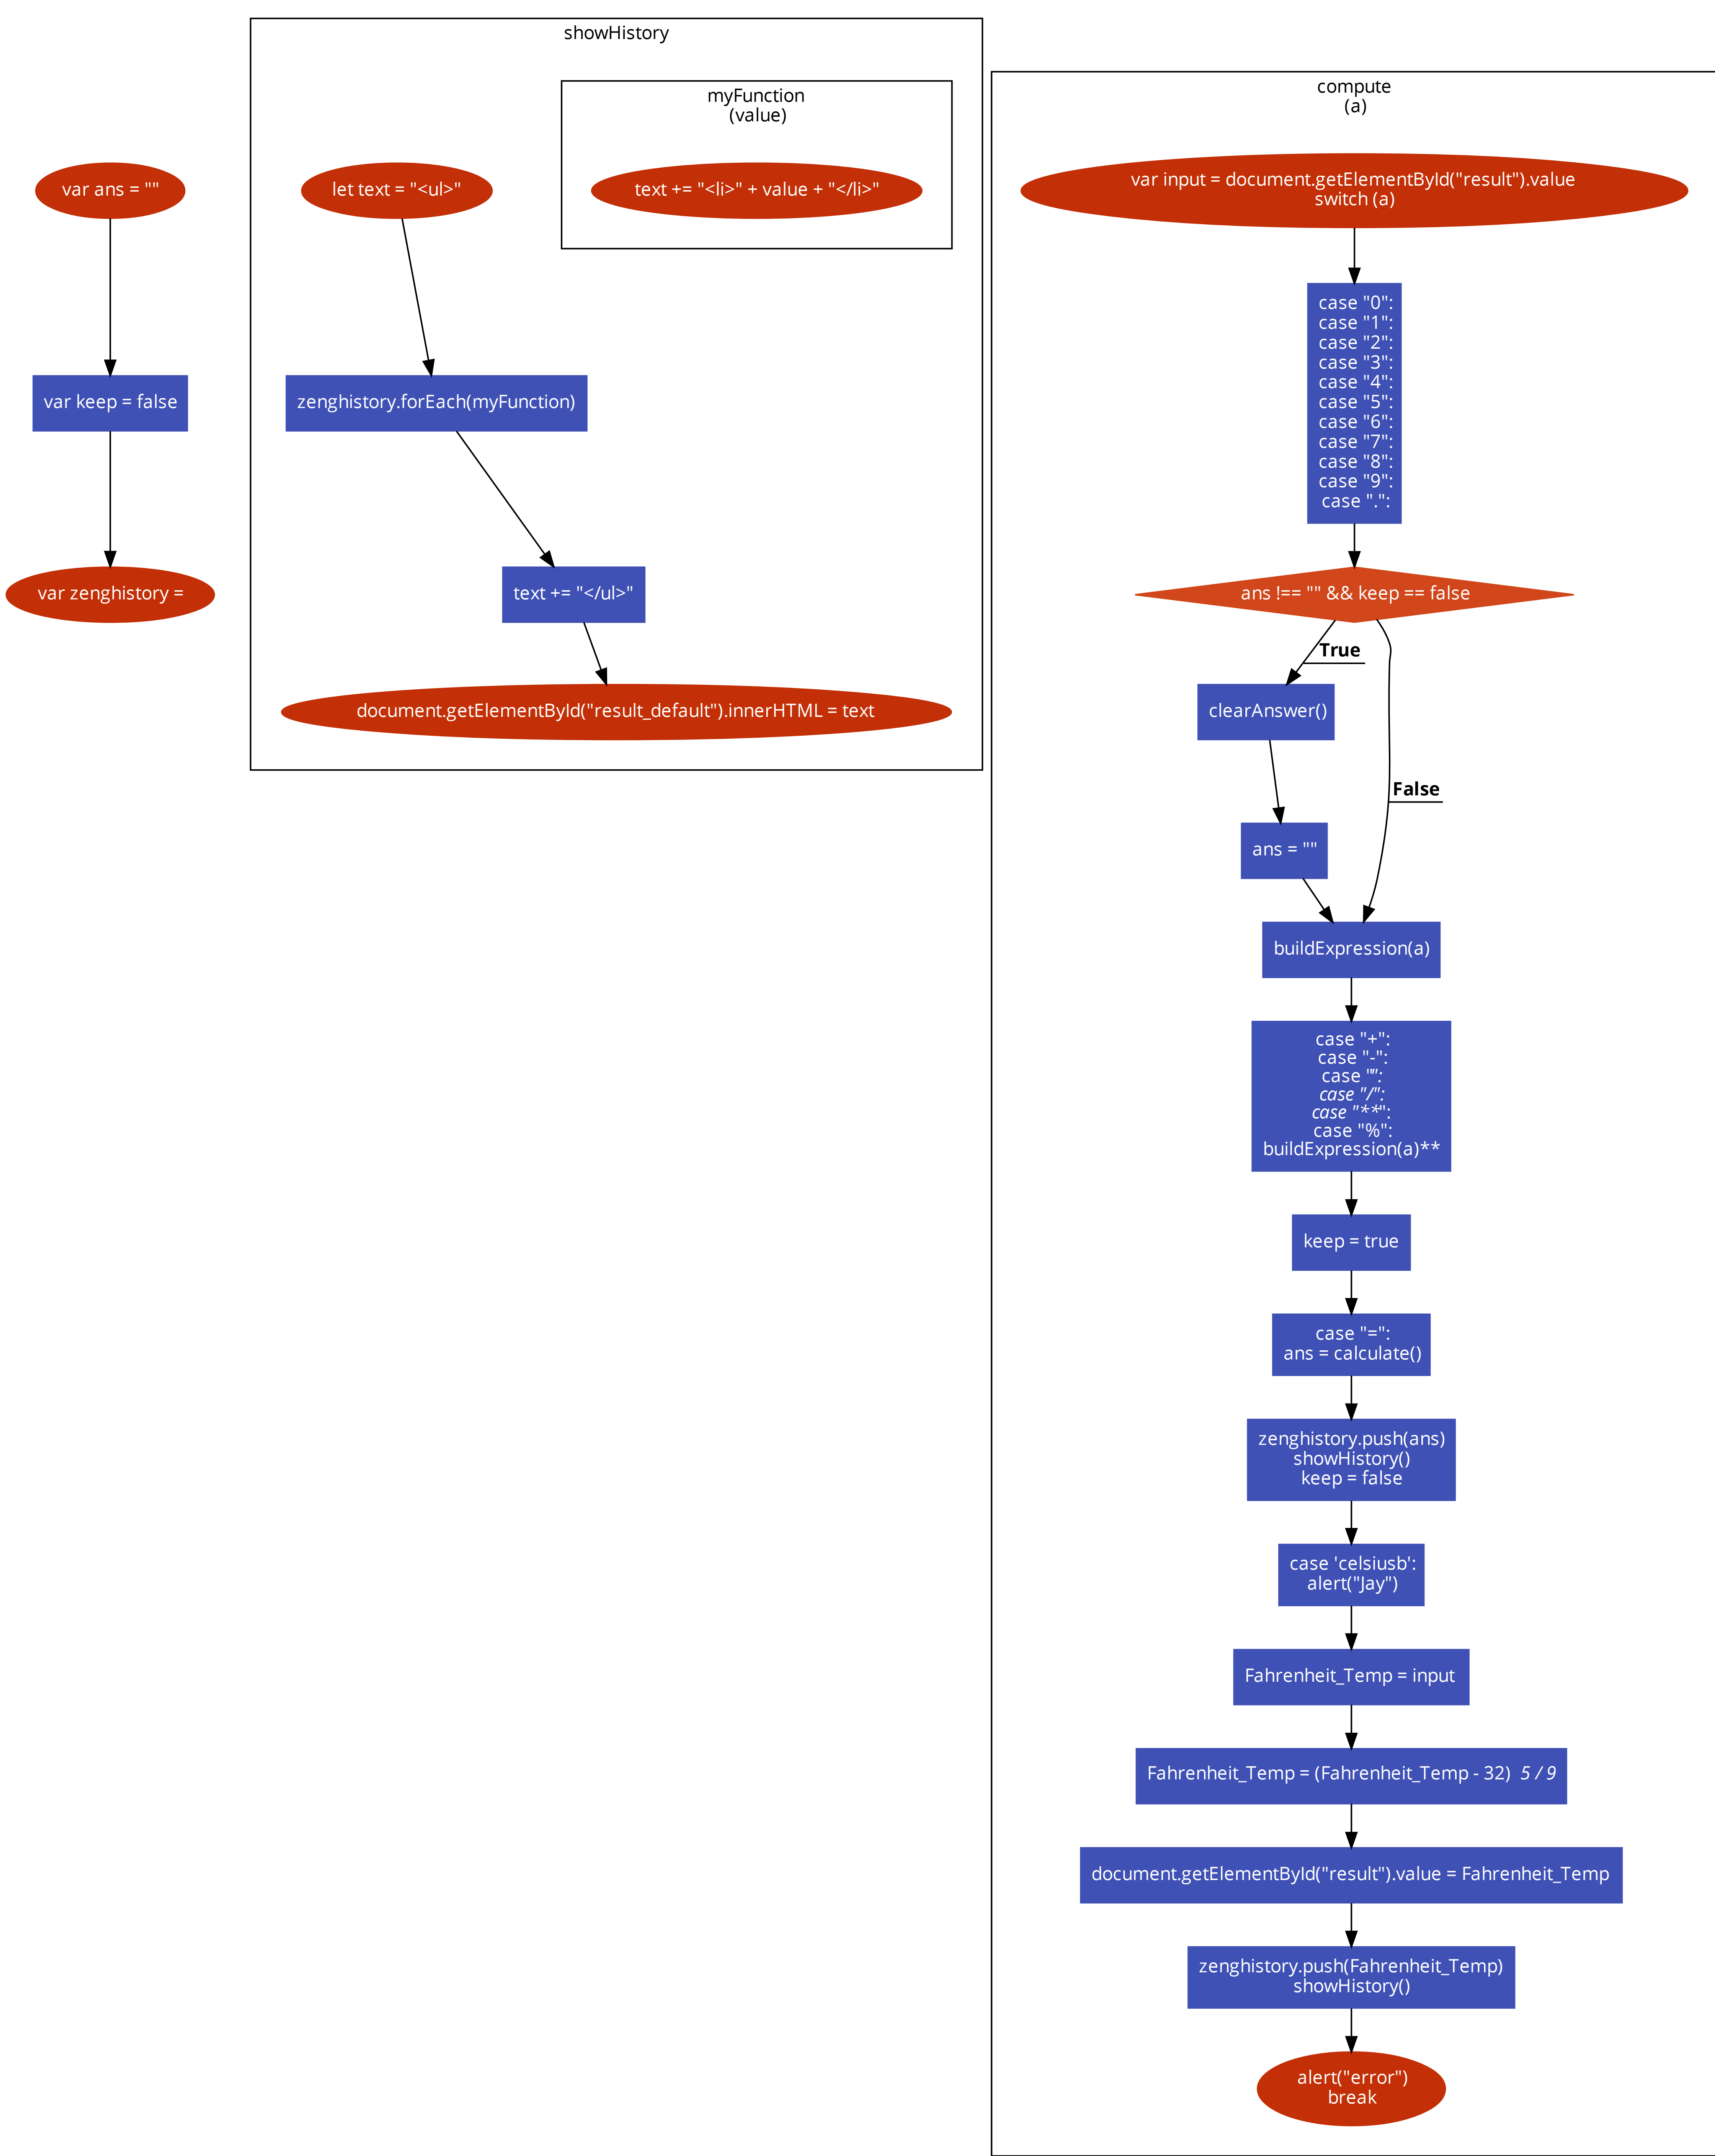 var ans = ""
var keep = false
var zenghistory =
showHistory
myFunction
(value)
let text = "<ul>"
text += "<li>" + value + "</li>"
zenghistory.forEach(myFunction)
text += "</ul>"
document.getElementById("result_default").innerHTML = text
compute
(a)
var input = document.getElementById("result").value
switch (a)
case "0":
case "1":
case "2":
case "3":
case "4":
case "5":
case "6":
case "7":
case "8":
case "9":
case ".":
ans !== "" && keep == false
True
clearAnswer()
False
ans = ""
buildExpression(a)
case "+":
case "-":
case "":
case "/":
case "**":
case "%":
buildExpression(a)**
keep = true
case "=":
ans = calculate()
zenghistory.push(ans)
showHistory()
keep = false
case 'celsiusb':
alert("Jay")
Fahrenheit_Temp = input
Fahrenheit_Temp = (Fahrenheit_Temp - 32) 5 / 9
document.getElementById("result").value = Fahrenheit_Temp
zenghistory.push(Fahrenheit_Temp)
showHistory()
alert("error")
break